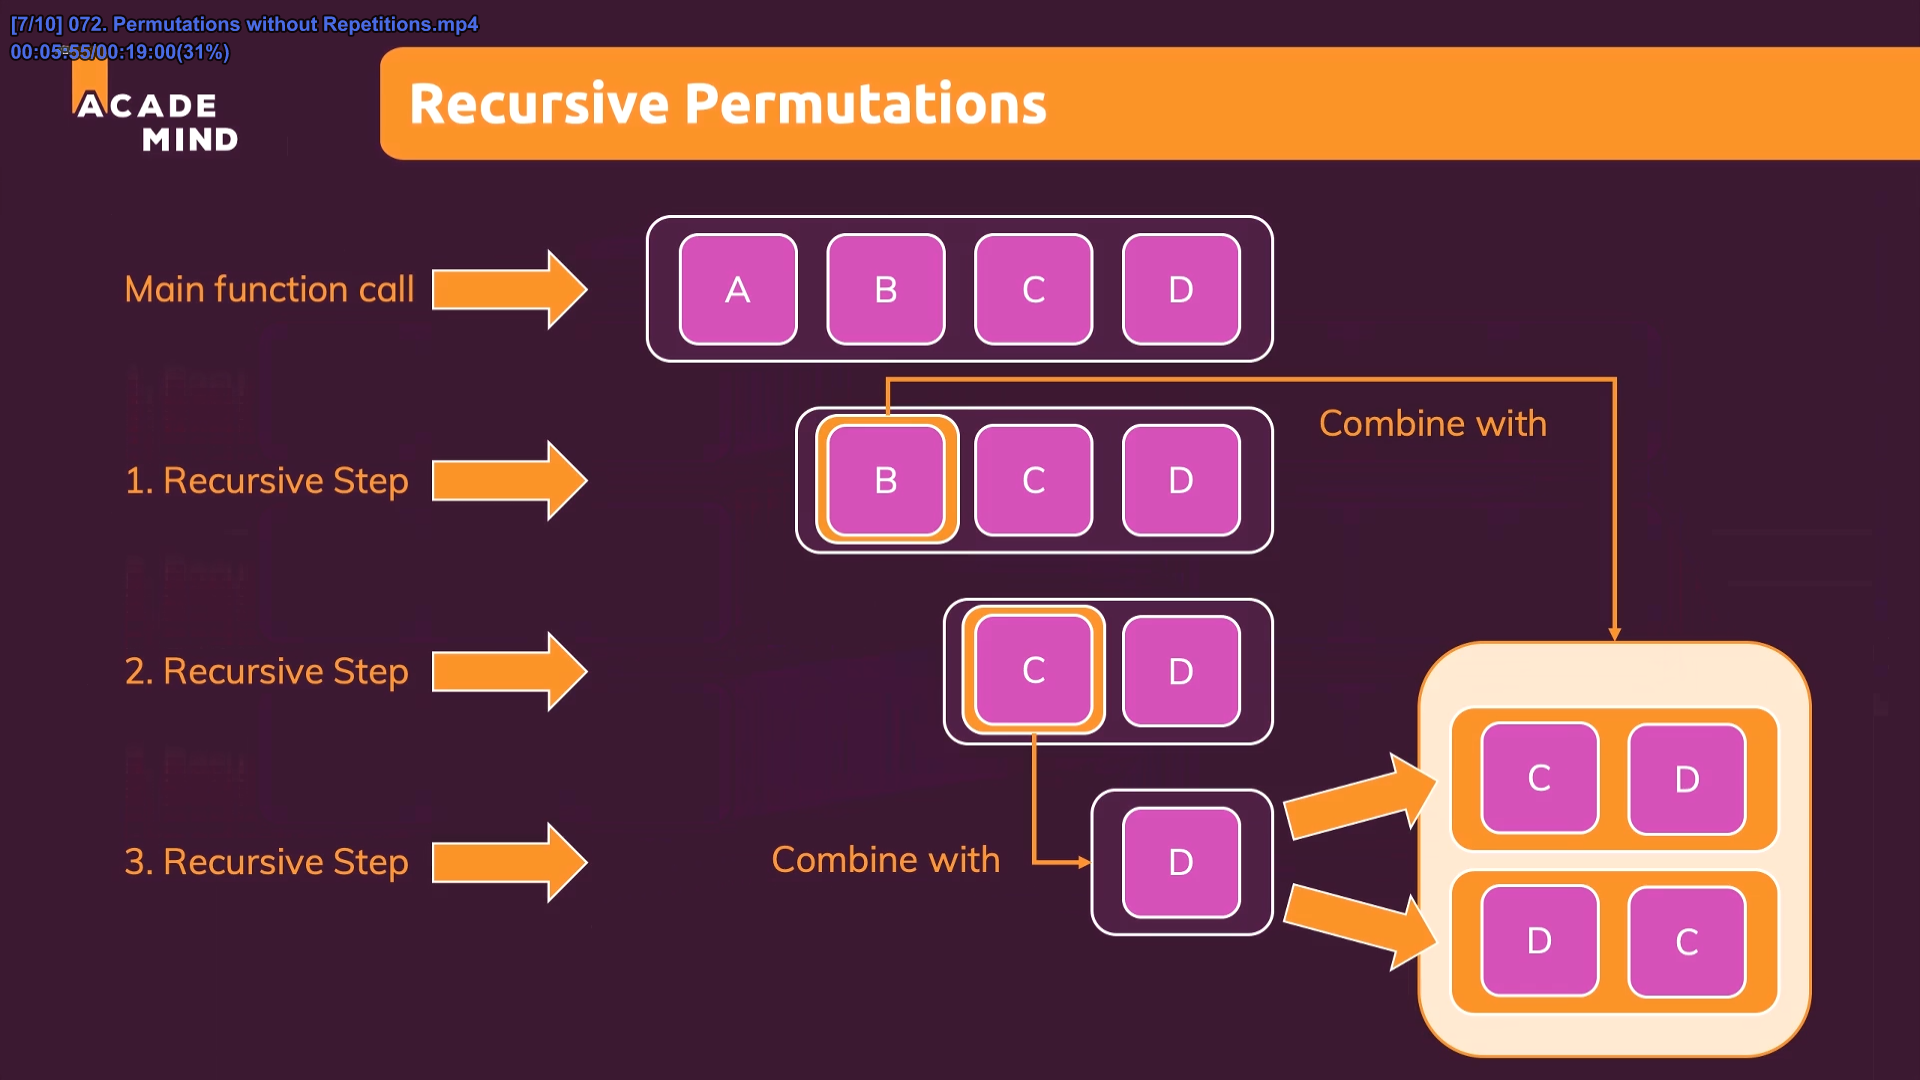 [7/10] 072. Permutations without Repetitions.mp4
00:05:55/00:19:00(31%)
ACADE
MIND
Recursive Permutations
Main function call
A B C D
Combine with
1. Recursive Step
B C D
2. Recursive Step
C D
C D
3. Recursive Step
Combine with
D
D C